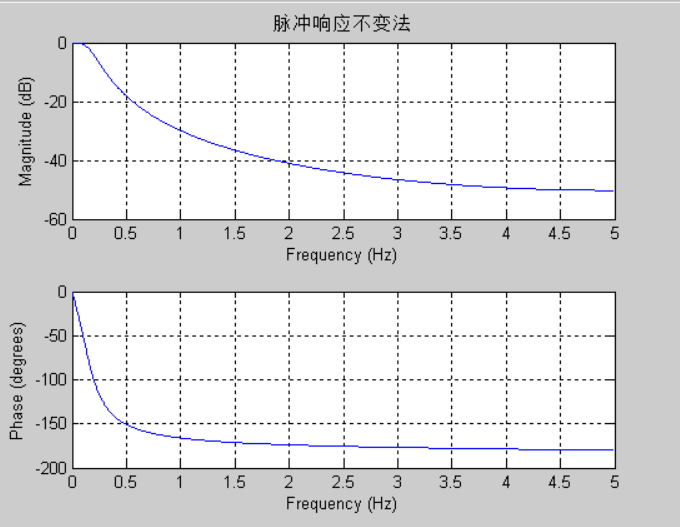 脉冲响应不变法
Magnitude (dB)
0
-20
-40
-60
0 0.5 1 1.5 2 2.5 3 3.5 4 4.5 5
Frequency (Hz)
Phase (degrees)
0
-50
-100
-150
-200
0 0.5 1 1.5 2 2.5 3 3.5 4 4.5 5
Frequency (Hz)